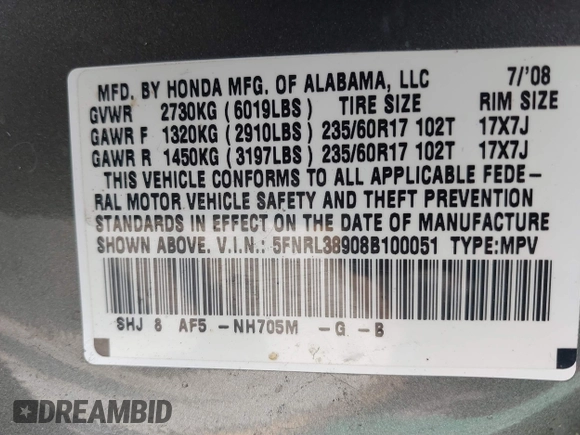 MFD. BY HONDA MFG. OF ALABAMA, LLC 7/'08
GVWR 2730KG (6019LBS) TIRE SIZE RIM SIZE
GAWR F 1320KG (2910LBS) 235/60R17 102T 17X7J
GAWR R 1450KG (3197LBS) 235/60R17 102T 17X7J
THIS VEHICLE CONFORMS TO ALL APPLICABLE FEDE-
RAL MOTOR VEHICLE SAFETY AND THEFT PREVENTION
STANDARDS IN EFFECT ON THE DATE OF MANUFACTURE
SHOWN ABOVE. V.I.N.: 5FNRL38908B100051 TYPE:MPV
SHJ 8 AF5 -NH705M -G -B
DREAMBID